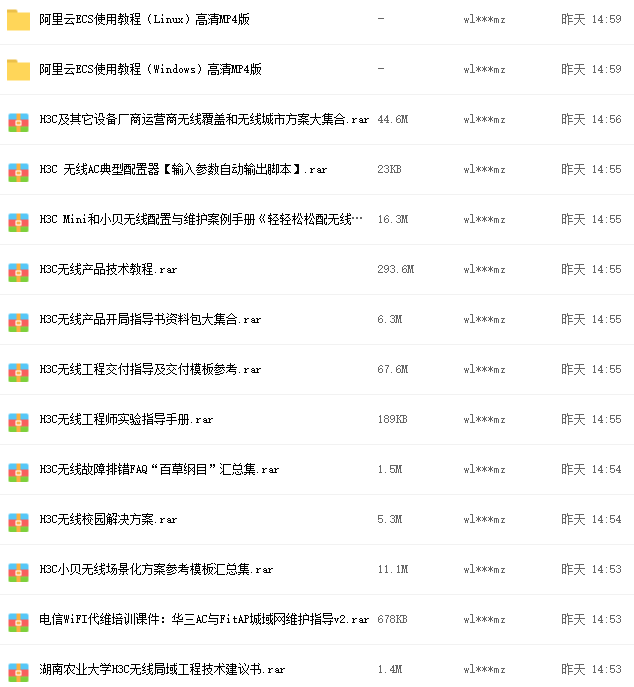 阿里云ECS使用教程（Linux）高清MP4版 - wl***mz 昨天 14:59
阿里云ECS使用教程（Windows）高清MP4版 - wl***mz 昨天 14:59
H3C及其它设备厂商运营商无线覆盖和无线城市方案大集合.rar 44.6M wl***mz 昨天 14:56
H3C 无线AC典型配置器【输入参数自动输出脚本】.rar 23KB wl***mz 昨天 14:55
H3C Mini和小贝无线配置与维护案例手册《轻轻松松配无线… 16.3M wl***mz 昨天 14:55
H3C无线产品技术教程.rar 293.6M wl***mz 昨天 14:55
H3C无线产品开局指导书资料包大集合.rar 6.3M wl***mz 昨天 14:55
H3C无线工程交付指导及交付模板参考.rar 67.6M wl***mz 昨天 14:55
H3C无线工程师实验指导手册.rar 189KB wl***mz 昨天 14:55
H3C无线故障排错FAQ“百草纲目”汇总集.rar 1.5M wl***mz 昨天 14:54
H3C无线校园解决方案.rar 5.3M wl***mz 昨天 14:54
H3C小贝无线场景化方案参考模板汇总集.rar 11.1M wl***mz 昨天 14:53
电信WiFI代维培训课件：华三AC与FitAP城域网维护指导v2.rar 678KB wl***mz 昨天 14:53
湖南农业大学H3C无线局域工程技术建议书.rar 1.4M wl***mz 昨天 14:53